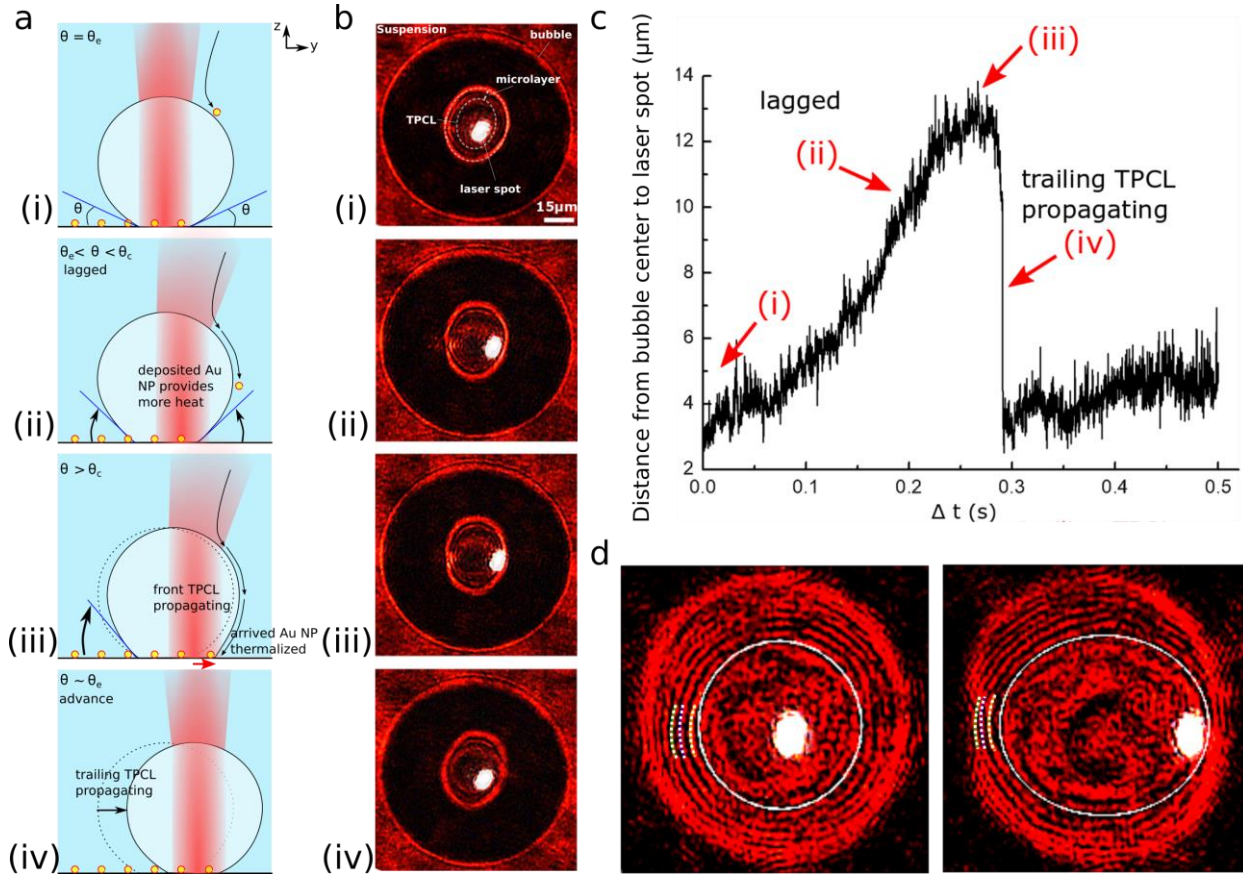 a
θ = θe
z
y
θ
θ
(i)
θe< θ < θc
lagged
deposited Au
NP provides
more heat
(ii)
θ > θc
front TPCL
propagating
arrived Au NP
thermalized
(iii)
θ ~ θe
advance
trailing TPCL
propagating
(iv)
b
Suspension
bubble
microlayer
TPCL
laser spot
15μm
(i)
(ii)
(iii)
(iv)
c
Distance from bubble center to laser spot (μm)
14
12
10
8
6
4
2
0.0 0.1 0.2 0.3 0.4 0.5
Δ t (s)
lagged
(i)
(ii)
(iii)
trailing TPCL
propagating
(iv)
d